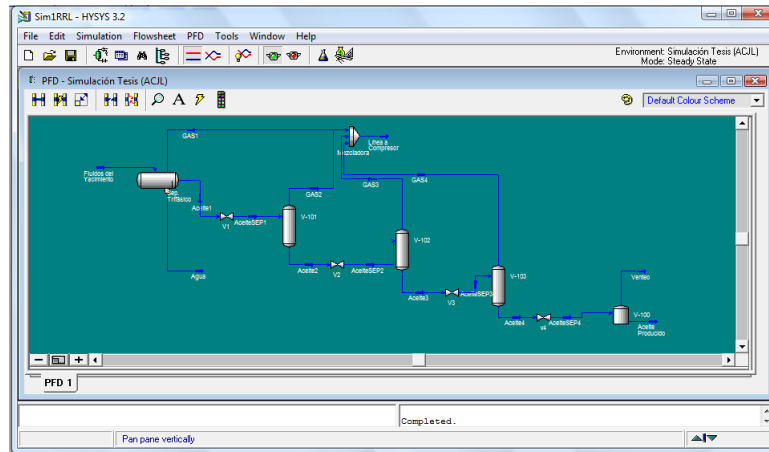 Sim1RRL - HYSYS 3.2
File Edit Simulation Flowsheet PFD Tools Window Help
Environment: Simulación Tesis (ACJL)
Mode: Steady State
PFD - Simulación Tesis (ACJL)
A
Default Colour Scheme
GAS1
Mezcladora
Línea a
Compresor
Fluidos del
Yacimiento
Sep.
Trifásico
GAS2
GAS3
GAS4
Aceite1
V1
AceiteSEP1
V-101
V-102
Agua
Aceite2
V2
AceiteSEP2
V-103
Aceite3
V3
AceiteSEP3
Venteo
Aceite4
v4
AceiteSEP4
V-100
Aceite
Producido
PFD 1
Completed.
Pan pane vertically